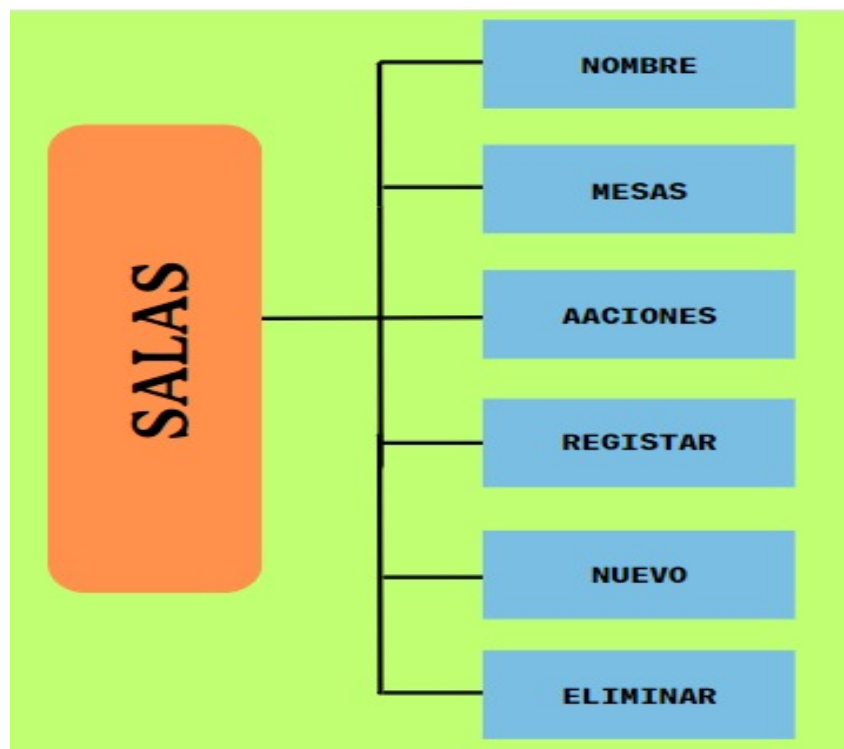 SALAS
NOMBRE
MESAS
AACIONES
REGISTAR
NUEVO
ELIMINAR